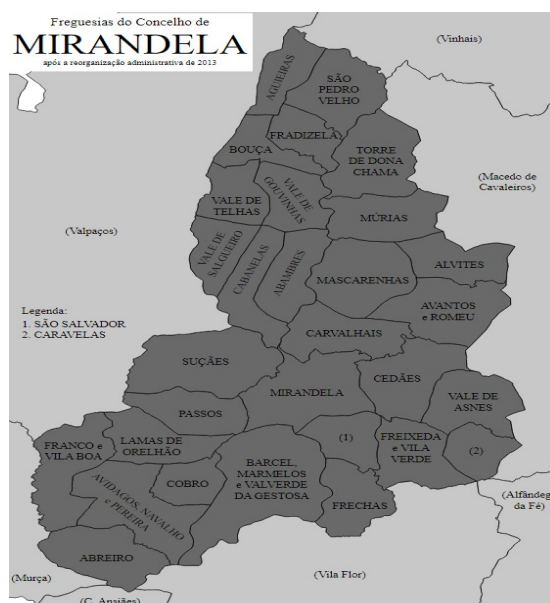 Freguesias do Concelho de
MIRANDELA
após a reorganização administrativa de 2013
(Vinhais)
AGUIEIRAS
SÃO
PEDRO
VELHO
FRADIZELA
BOUÇA
TORRE
DE DONA
CHAMA
(Macedo de
Cavaleiros)
VALE DE
GOUVINHAS
VALE DE
TELHAS
MÚRIAS
(Valpaços)
VALE DE
SALGUEIRO
CABANELAS
ABAMBRES
ALVITES
MASCARENHAS
AVANTOS
e ROMEU
Legenda:
1. SÃO SALVADOR
2. CARAVELAS
CARVALHAIS
SUÇÃES
MIRANDELA
CEDÃES
VALE DE
ASNES
PASSOS
FRANCO e
VILA BOA
LAMAS DE
ORELHÃO
(1)
FREIXEDA
e VILA
VERDE
(2)
BARCEL,
MARMELOS
e VALVERDE
DA GESTOSA
COBRO
AVIDAGOS, NAVALHO
e PEREIRA
FRECHAS
(Alfândega
da Fé)
ABREIRO
(Murça)
(Vila Flor)
(C. Ansiães)